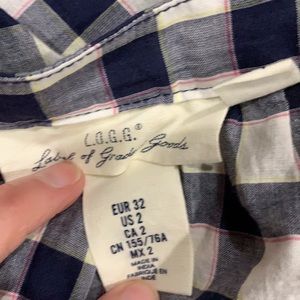 L.O.G.G.®
Label of Graded Goods
EUR 32
US 2
CA 2
CN 155/76A
MX 2
MADE IN
INDIA
FABRIQUÉ EN
INDE